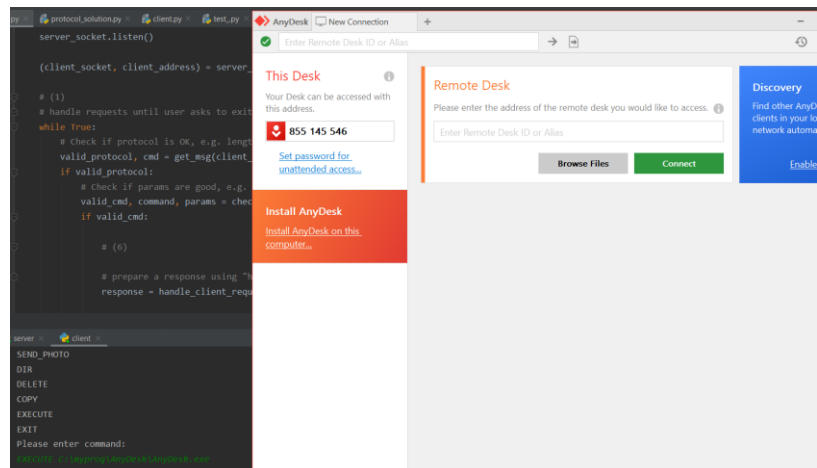 py
protocol_solution.py
client.py
test_.py
server_socket.listen()
(client_socket, client_address) = server_
# (1)
# handle requests until user asks to exit
while True:
# Check if protocol is OK, e.g. lengt
valid_protocol, cmd = get_msg(client_
if valid_protocol:
# Check if params are good, e.g.
valid_cmd, command, params = chec
if valid_cmd:
# (6)
# prepare a response using "h
response = handle_client_requ
server
client
SEND_PHOTO
DIR
DELETE
COPY
EXECUTE
EXIT
Please enter command:
EXECUTE C:\myprog\AnyDesk\AnyDesk.exe
AnyDesk
New Connection
Enter Remote Desk ID or Alias
This Desk
Your Desk can be accessed with
this address.
855 145 546
Set password for
unattended access...
Install AnyDesk
Install AnyDesk on this
computer...
Remote Desk
Please enter the address of the remote desk you would like to access.
Enter Remote Desk ID or Alias
Browse Files
Connect
Discovery
Find other AnyD
clients in your lo
network automa
Enable